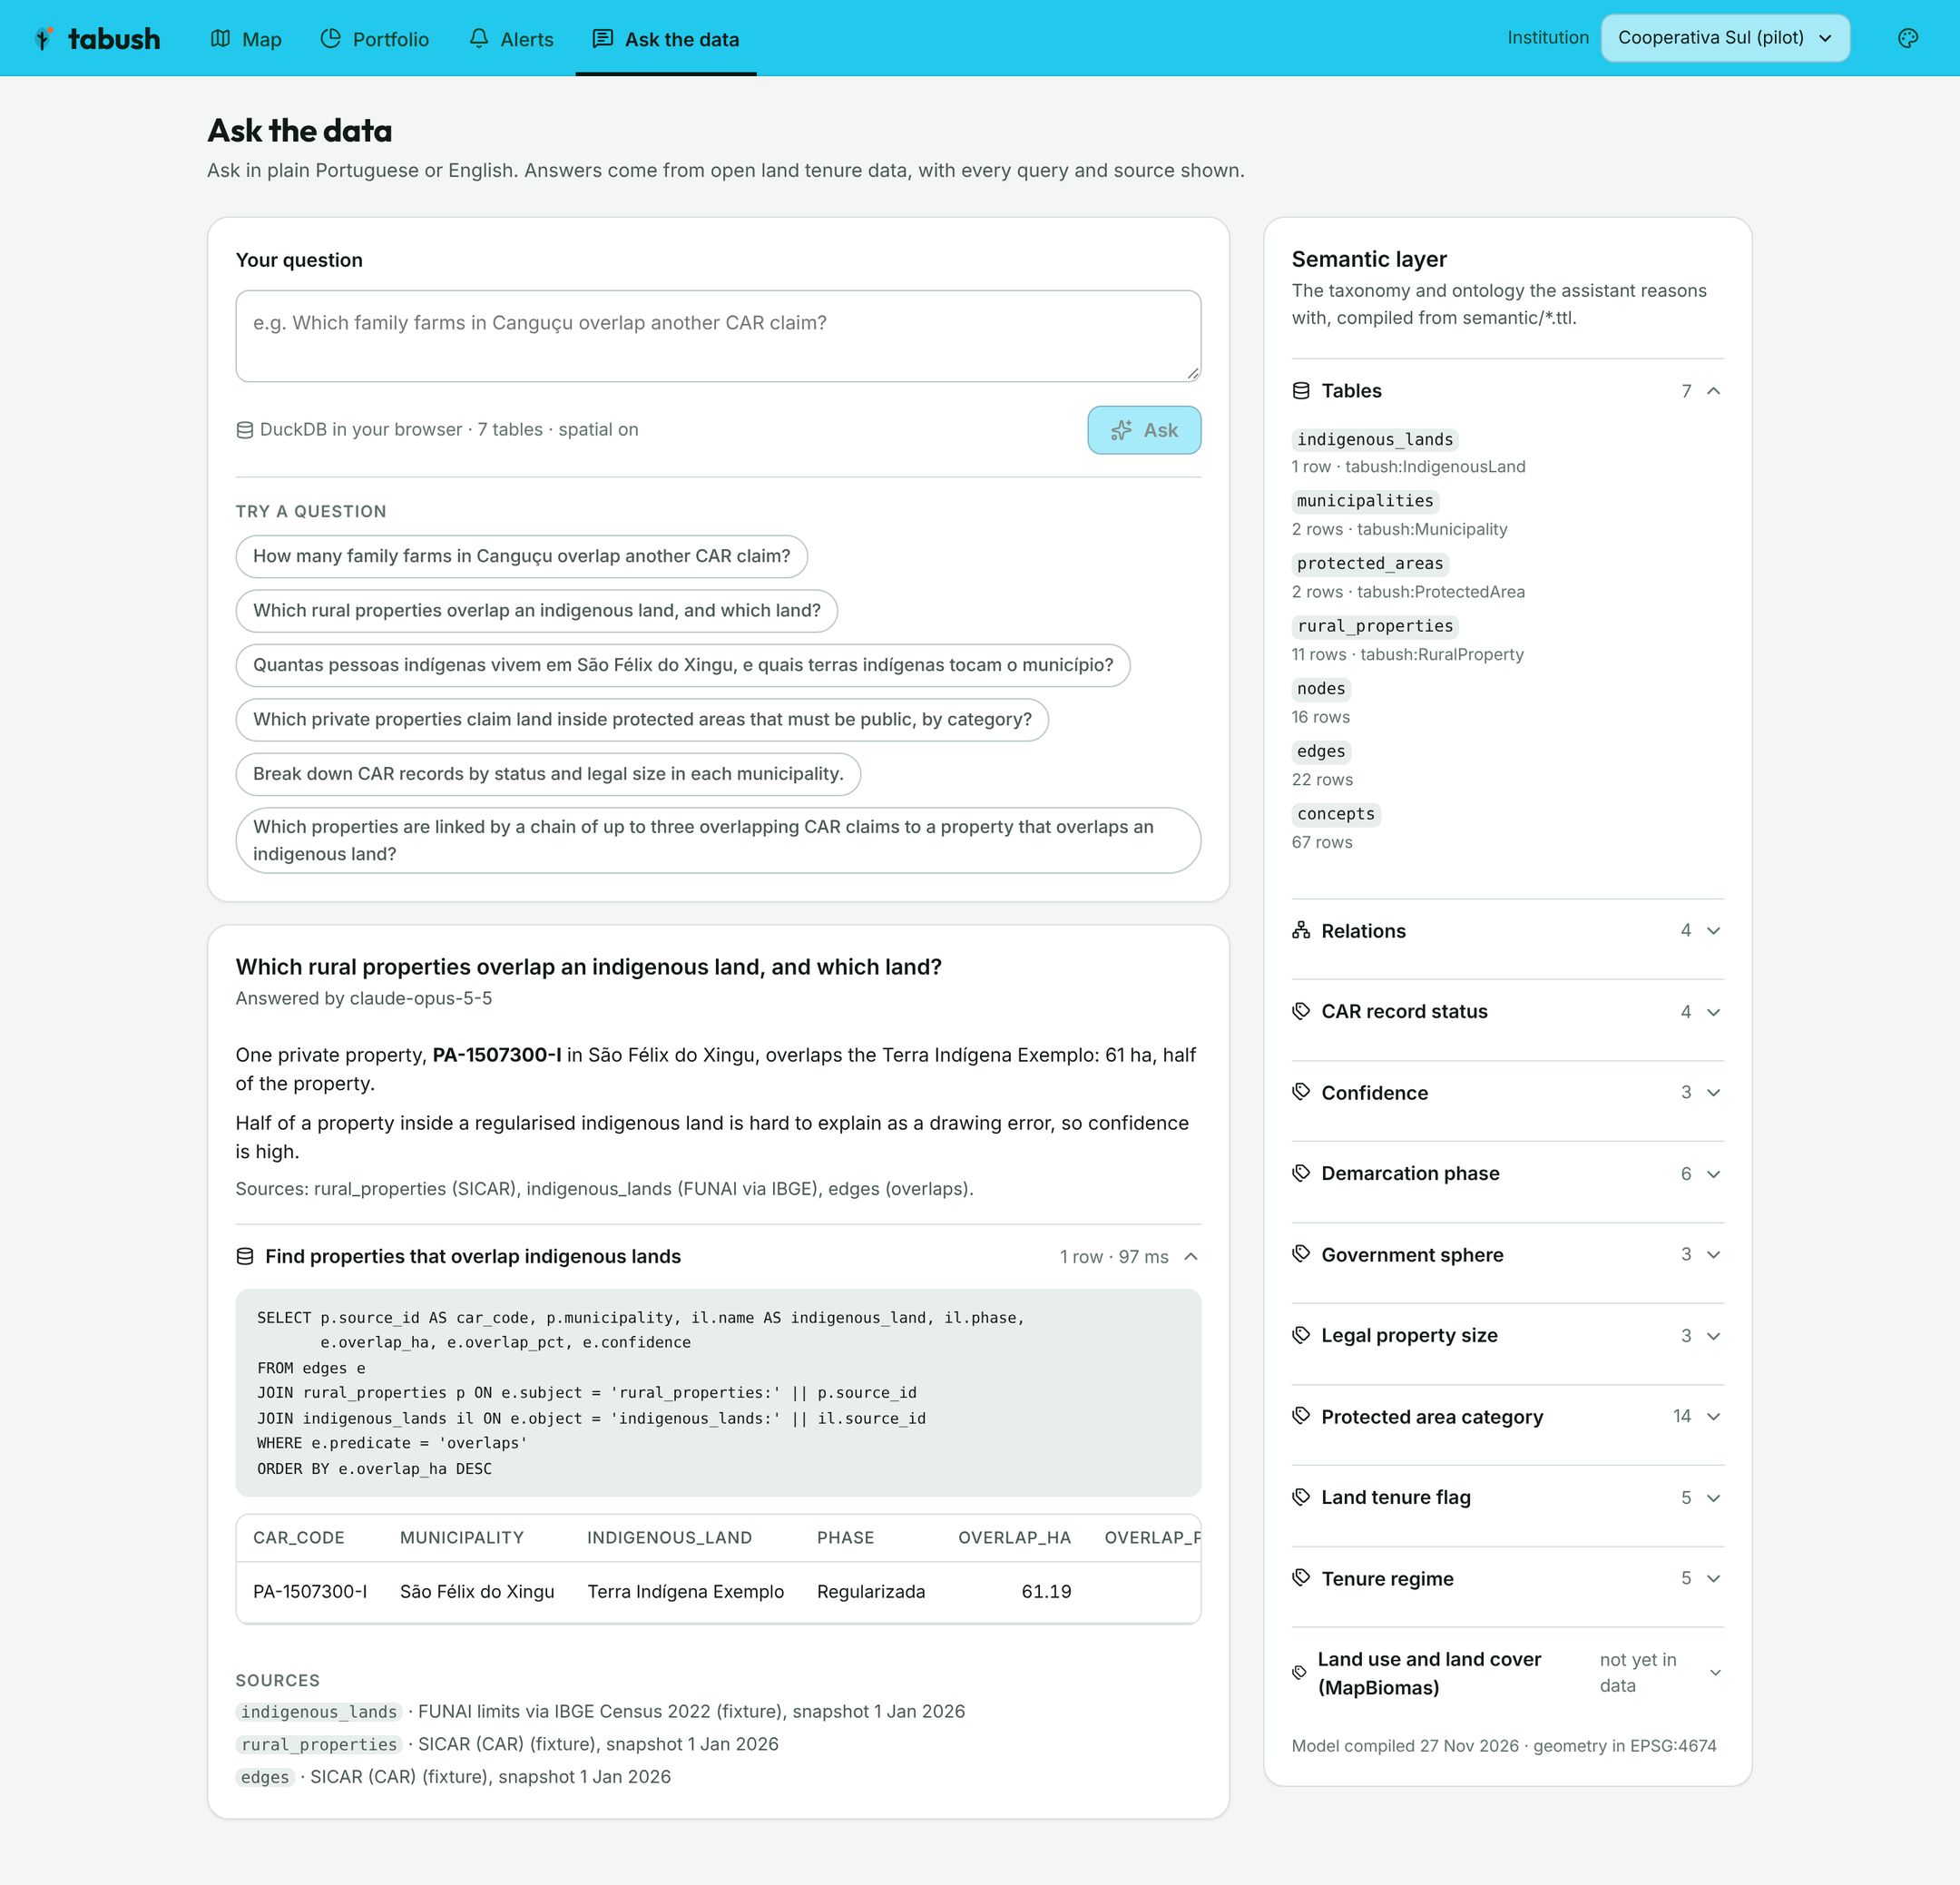 tabush
Map
Portfolio
Alerts
Ask the data
Institution
Cooperativa Sul (pilot)
Ask the data
Ask in plain Portuguese or English. Answers come from open land tenure data, with every query and source shown.
Your question
e.g. Which family farms in Canguçu overlap another CAR claim?
DuckDB in your browser · 7 tables · spatial on
Ask
TRY A QUESTION
How many family farms in Canguçu overlap another CAR claim?
Which rural properties overlap an indigenous land, and which land?
Quantas pessoas indígenas vivem em São Félix do Xingu, e quais terras indígenas tocam o município?
Which private properties claim land inside protected areas that must be public, by category?
Break down CAR records by status and legal size in each municipality.
Which properties are linked by a chain of up to three overlapping CAR claims to a property that overlaps an
indigenous land?
Which rural properties overlap an indigenous land, and which land?
Answered by claude-opus-5-5
One private property, PA-1507300-I in São Félix do Xingu, overlaps the Terra Indígena Exemplo: 61 ha, half
of the property.
Half of a property inside a regularised indigenous land is hard to explain as a drawing error, so confidence
is high.
Sources: rural_properties (SICAR), indigenous_lands (FUNAI via IBGE), edges (overlaps).
Find properties that overlap indigenous lands
1 row · 97 ms
SELECT p.source_id AS car_code, p.municipality, il.name AS indigenous_land, il.phase,
e.overlap_ha, e.overlap_pct, e.confidence
FROM edges e
JOIN rural_properties p ON e.subject = 'rural_properties:' || p.source_id
JOIN indigenous_lands il ON e.object = 'indigenous_lands:' || il.source_id
WHERE e.predicate = 'overlaps'
ORDER BY e.overlap_ha DESC
CAR_CODE MUNICIPALITY INDIGENOUS_LAND PHASE OVERLAP_HA OVERLAP_P
PA-1507300-I São Félix do Xingu Terra Indígena Exemplo Regularizada 61.19
SOURCES
indigenous_lands · FUNAI limits via IBGE Census 2022 (fixture), snapshot 1 Jan 2026
rural_properties · SICAR (CAR) (fixture), snapshot 1 Jan 2026
edges · SICAR (CAR) (fixture), snapshot 1 Jan 2026
Semantic layer
The taxonomy and ontology the assistant reasons
with, compiled from semantic/*.ttl.
Tables 7
indigenous_lands
1 row · tabush:IndigenousLand
municipalities
2 rows · tabush:Municipality
protected_areas
2 rows · tabush:ProtectedArea
rural_properties
11 rows · tabush:RuralProperty
nodes
16 rows
edges
22 rows
concepts
67 rows
Relations 4
CAR record status 4
Confidence 3
Demarcation phase 6
Government sphere 3
Legal property size 3
Protected area category 14
Land tenure flag 5
Tenure regime 5
Land use and land cover
(MapBiomas)
not yet in
data
Model compiled 27 Nov 2026 · geometry in EPSG:4674